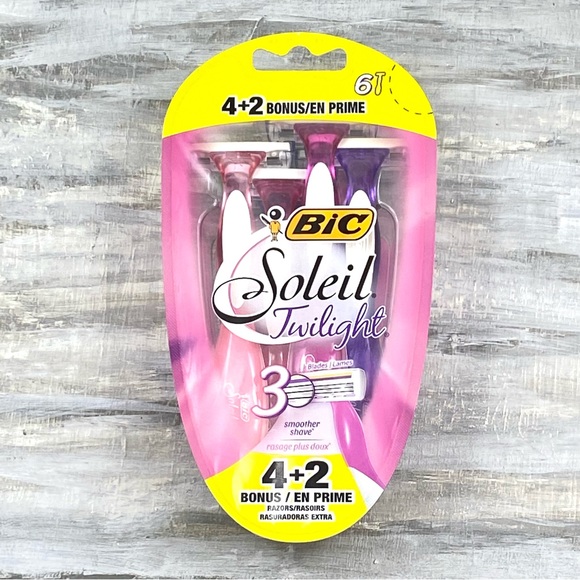 6
4+2 BONUS/EN PRIME
BiC
Soleil
Twilight
3 Blades | Lames
smoother
shave*
rasage plus doux*
4+2
BONUS / EN PRIME
RAZORS/RASOIRS
RASURADORAS EXTRA